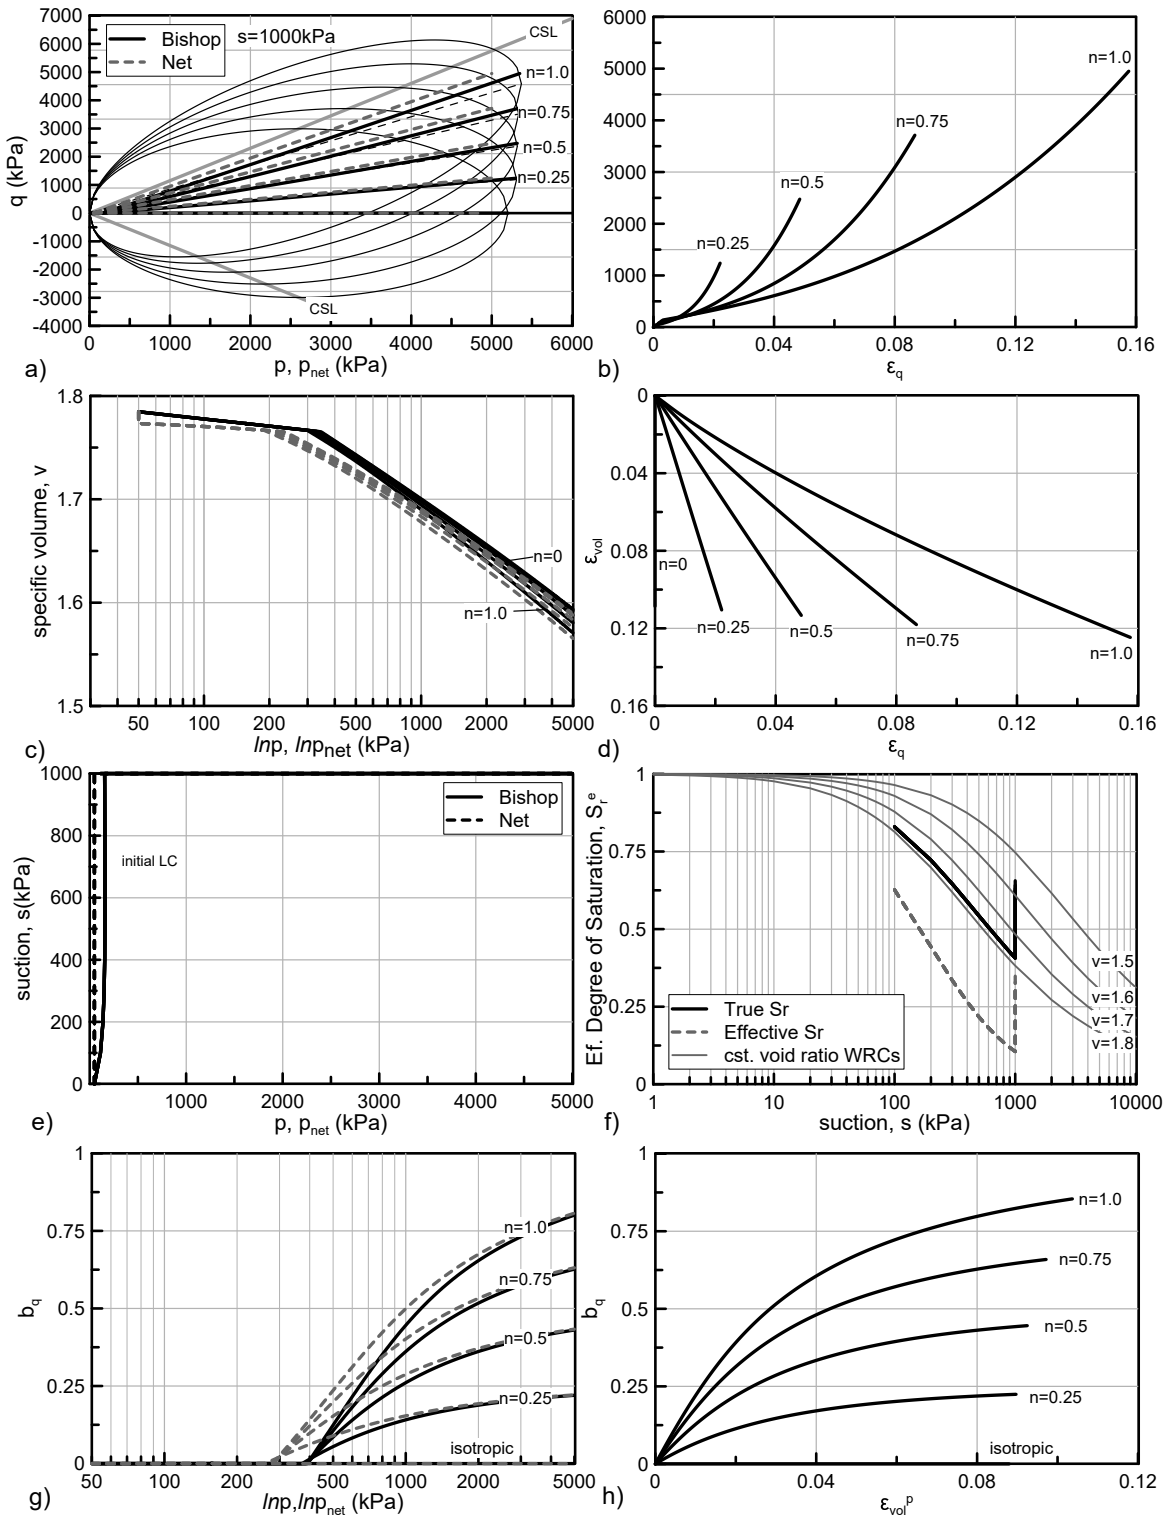 7000
6000
5000
4000
3000
2000
1000
0
-1000
-2000
-3000
-4000
q (kPa)
Bishop
Net
s=1000kPa
CSL
n=1.0
n=0.75
n=0.5
n=0.25
CSL
0
1000
2000
3000
4000
5000
6000
p, pnet (kPa)
a)
6000
5000
4000
3000
2000
1000
0
n=1.0
n=0.75
n=0.5
n=0.25
0
0.04
0.08
0.12
0.16
εq
b)
1.8
1.7
1.6
1.5
specific volume, v
n=0
n=1.0
50
100
200
500
1000
2000
5000
lnp, lnpnet (kPa)
c)
0
0.04
0.08
0.12
0.16
εvol
n=0
n=0.25
n=0.5
n=0.75
n=1.0
0
0.04
0.08
0.12
0.16
εq
d)
1000
800
600
400
200
0
suction, s(kPa)
Bishop
Net
initial LC
1000
2000
3000
4000
5000
p, pnet (kPa)
e)
1
0.75
0.5
0.25
0
Ef. Degree of Saturation, Sre
True Sr
Effective Sr
cst. void ratio WRCs
v=1.5
v=1.6
v=1.7
v=1.8
1
10
100
1000
10000
suction, s (kPa)
f)
1
0.75
0.5
0.25
0
bq
n=1.0
n=0.75
n=0.5
n=0.25
isotropic
50
100
200
500
1000
2000
5000
lnp,lnpnet (kPa)
g)
1
0.75
0.5
0.25
0
bq
n=1.0
n=0.75
n=0.5
n=0.25
isotropic
0
0.04
0.08
0.12
εvolp
h)